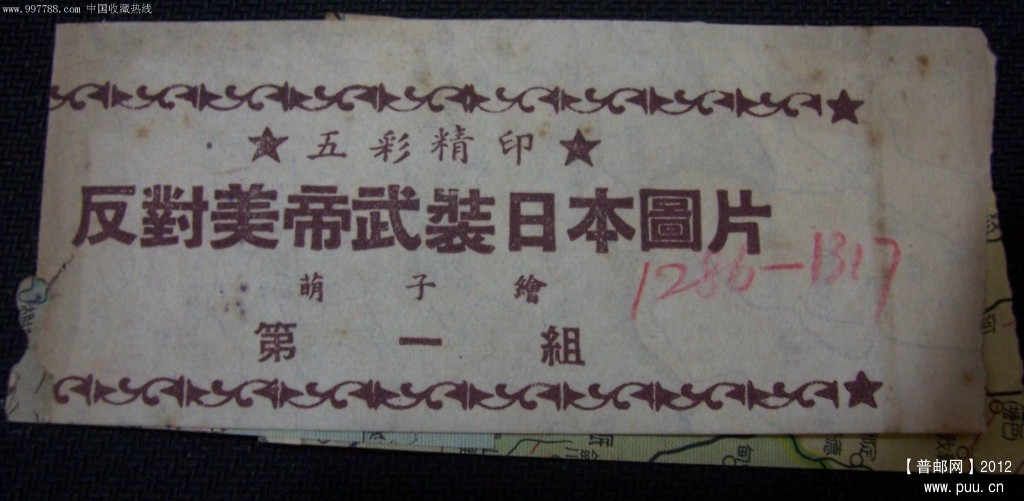 www.997788.com 中国收藏热线
★五彩精印★
反對美帝武裝日本圖片
萌子繪
1286—1317
第一組
【普邮网】2012
www.puu.cn